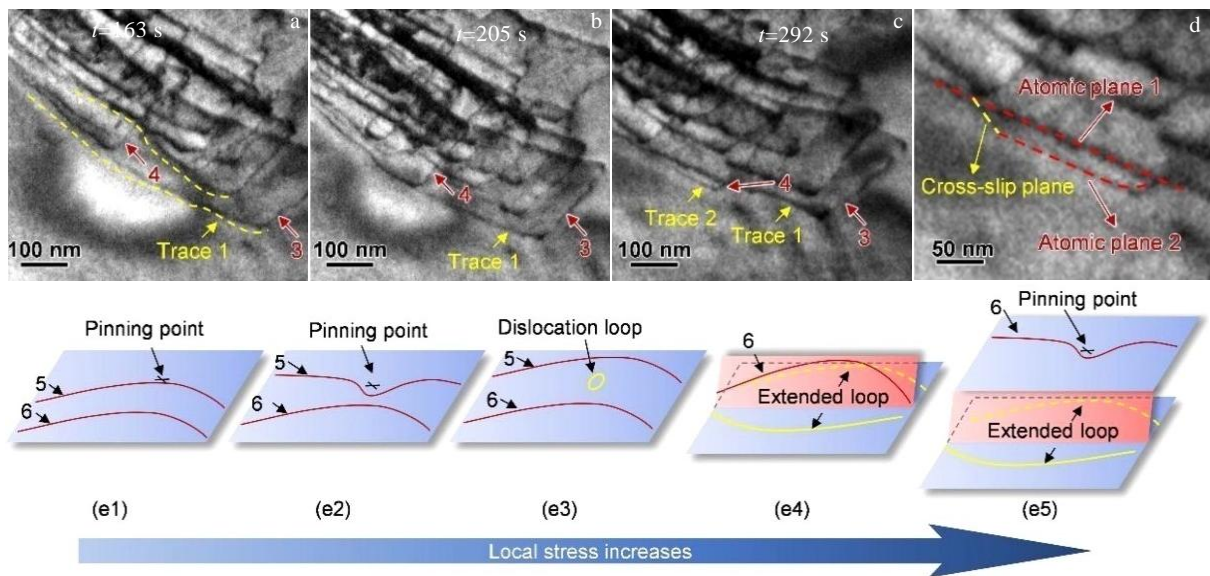 t=163 s
a
4
3
Trace 1
100 nm
t=205 s
b
4
3
Trace 1
100 nm
t=292 s
c
4
Trace 2
Trace 1
3
100 nm
d
Atomic plane 1
Cross-slip plane
Atomic plane 2
50 nm
Pinning point
5
6
(e1)
Pinning point
5
6
(e2)
Dislocation loop
5
6
(e3)
6
Extended loop
(e4)
6
Pinning point
Extended loop
(e5)
Local stress increases